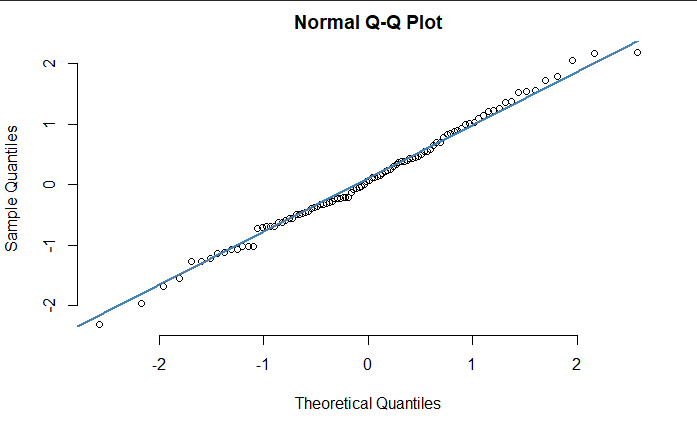 Normal Q-Q Plot
2
1
0
-1
-2
Sample Quantiles
-2 -1 0 1 2
Theoretical Quantiles